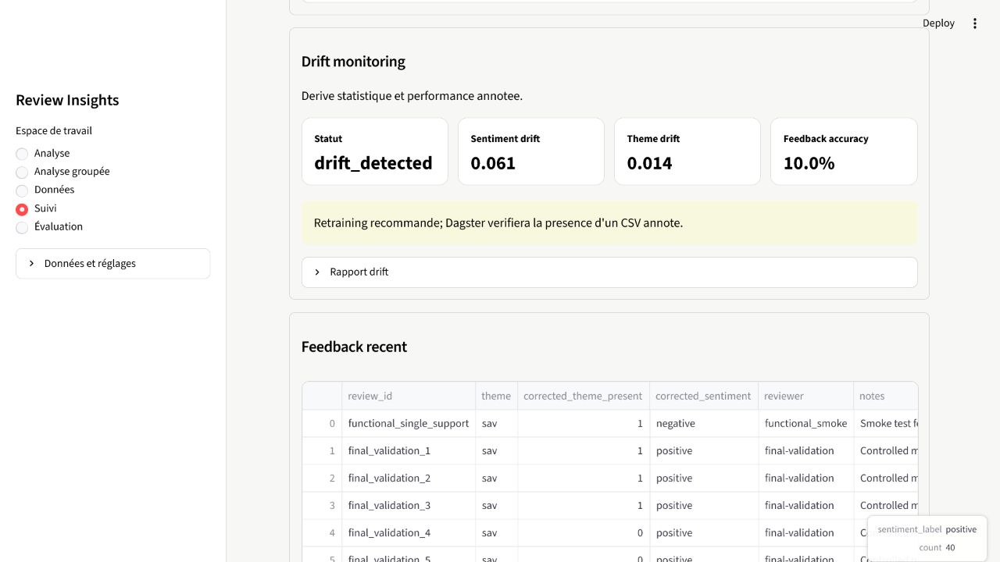 Deploy
Review Insights
Espace de travail
Analyse
Analyse groupée
Données
Suivi
Évaluation
Données et réglages
Drift monitoring
Derive statistique et performance annotee.
Statut
drift_detected
Sentiment drift
0.061
Theme drift
0.014
Feedback accuracy
10.0%
Retraining recommande; Dagster verifiera la presence d'un CSV annote.
Rapport drift
Feedback recent
review_id theme corrected_theme_present corrected_sentiment reviewer notes
0 functional_single_support sav 1 negative functional_smoke Smoke test
1 final_validation_1 sav 1 positive final-validation Controlled
2 final_validation_2 sav 1 positive final-validation Controlled
3 final_validation_3 sav 1 positive final-validation Controlled
4 final_validation_4 sav 0 positive final-validation
5 final_validation_5 sav 0 positive final-validation
sentiment_label positive
count 40